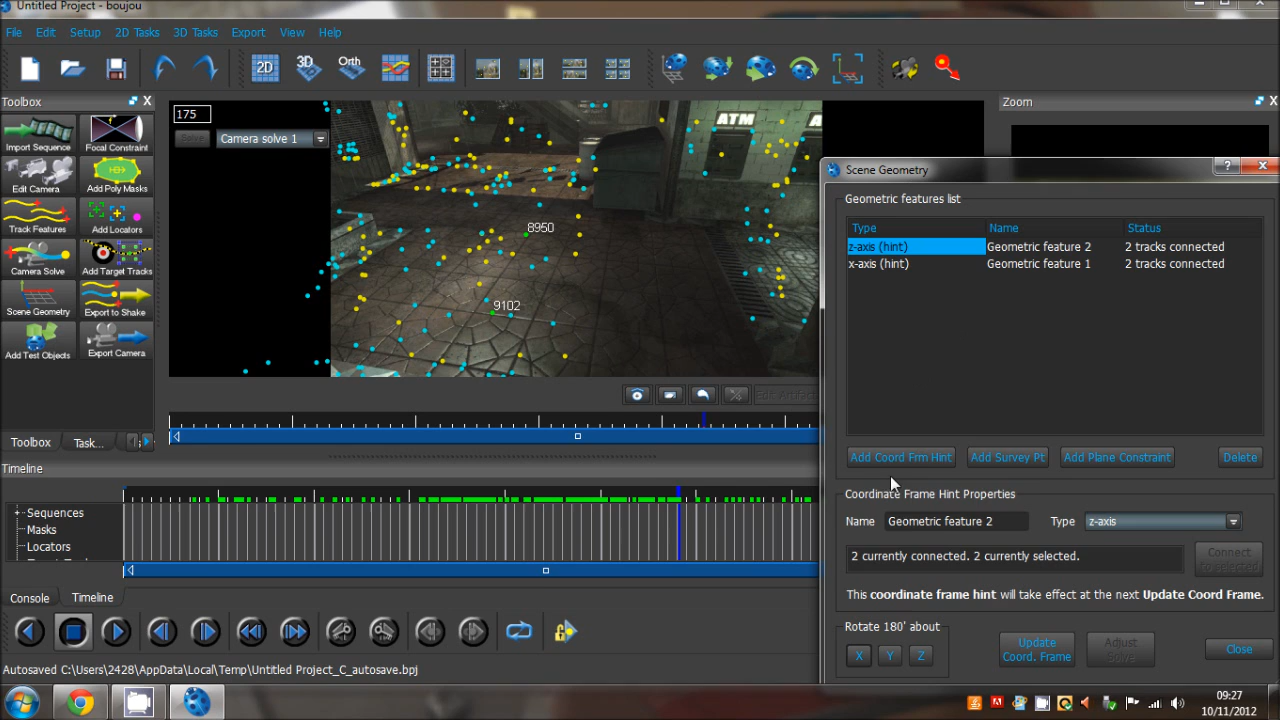 Untitled Project - boujou
File Edit Setup 2D Tasks 3D Tasks Export View Help
2D 3D Orth
Toolbox
Import Sequence
Focal Constraint
Edit Camera
Add Poly Masks
Track Features
Add Locators
Camera Solve
Add Target Tracks
Scene Geometry
Export to Shake
Add Test Objects
Export Camera
Toolbox Task...
175
Solve Camera solve 1
ATM
8950
9102
Zoom
Scene Geometry
Geometric features list
Type Name Status
z-axis (hint) Geometric feature 2 2 tracks connected
x-axis (hint) Geometric feature 1 2 tracks connected
Add Coord Frm Hint Add Survey Pt Add Plane Constraint Delete
Coordinate Frame Hint Properties
Name Geometric feature 2 Type z-axis
2 currently connected. 2 currently selected.
Connect to selected
This coordinate frame hint will take effect at the next Update Coord Frame.
Rotate 180' about
X Y Z
Update Coord. Frame
Adjust Solve
Close
Timeline
Sequences
Masks
Locators
Console Timeline
Autosaved C:\Users\2428\AppData\Local\Temp\Untitled Project_C_autosave.bpj
09:27
10/11/2012